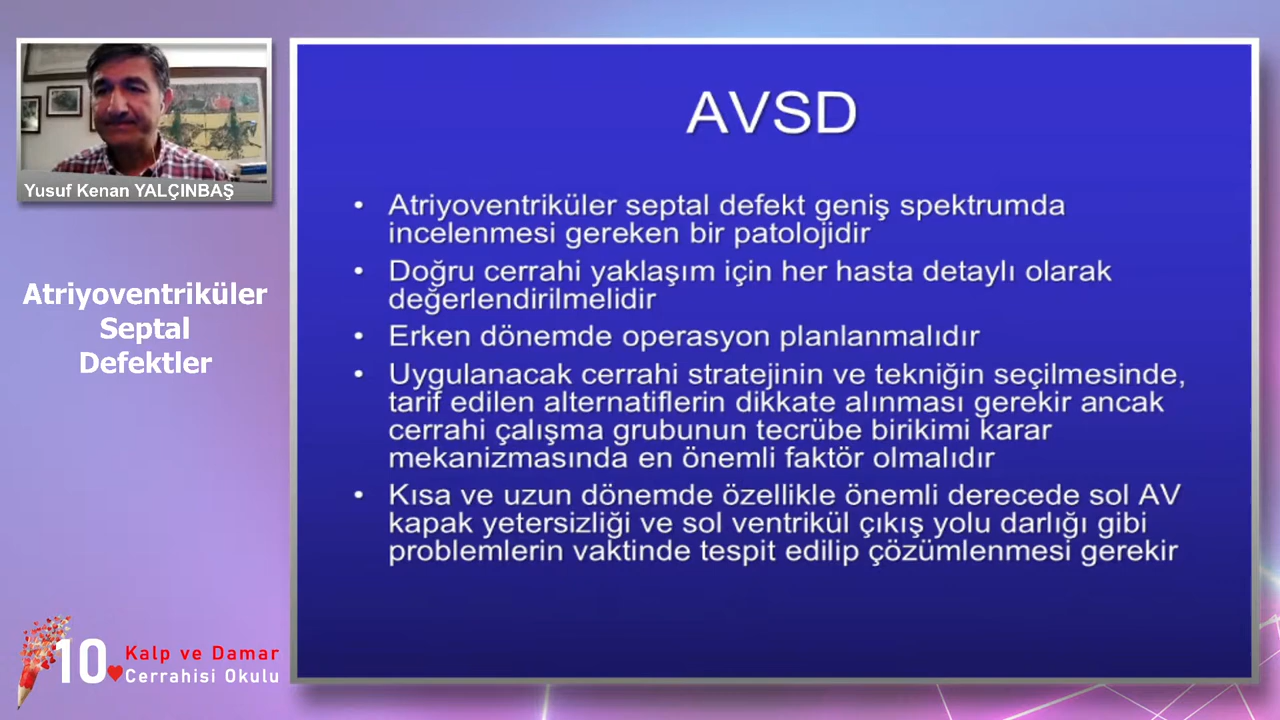 Yusuf Kenan YALÇINBAŞ
Atriyoventriküler
Septal
Defektler
10
Kalp ve Damar
Cerrahisi Okulu
AVSD
• Atriyoventriküler septal defekt geniş spektrumda
incelenmesi gereken bir patolojidir
• Doğru cerrahi yaklaşım için her hasta detaylı olarak
değerlendirilmelidir
• Erken dönemde operasyon planlanmalıdır
• Uygulanacak cerrahi stratejinin ve tekniğin seçilmesinde,
tarif edilen alternatiflerin dikkate alınması gerekir ancak
cerrahi çalışma grubunun tecrübe birikimi karar
mekanizmasında en önemli faktör olmalıdır
• Kısa ve uzun dönemde özellikle önemli derecede sol AV
kapak yetersizliği ve sol ventrikül çıkış yolu darlığı gibi
problemlerin vaktinde tespit edilip çözümlenmesi gerekir